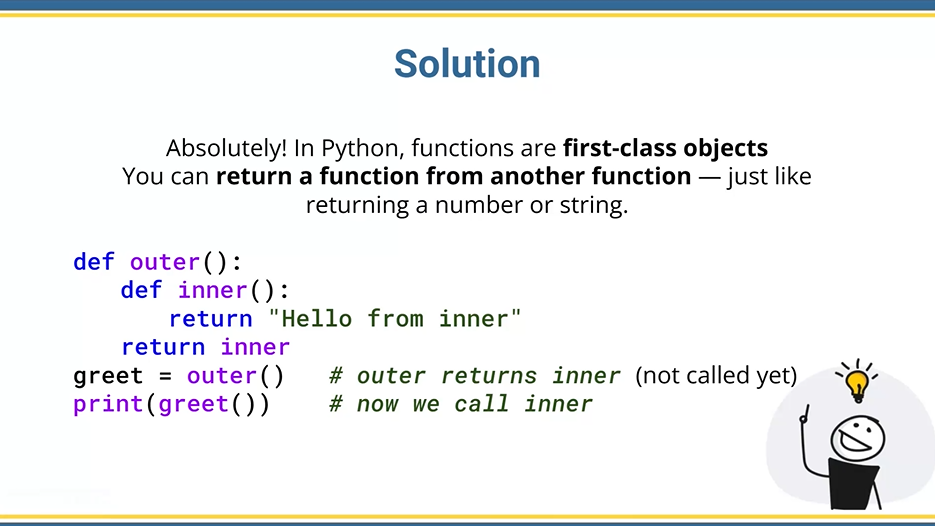 Solution
Absolutely! In Python, functions are first-class objects
You can return a function from another function — just like
returning a number or string.
def outer():
    def inner():
        return "Hello from inner"
    return inner
greet = outer()   # outer returns inner (not called yet)
print(greet())    # now we call inner